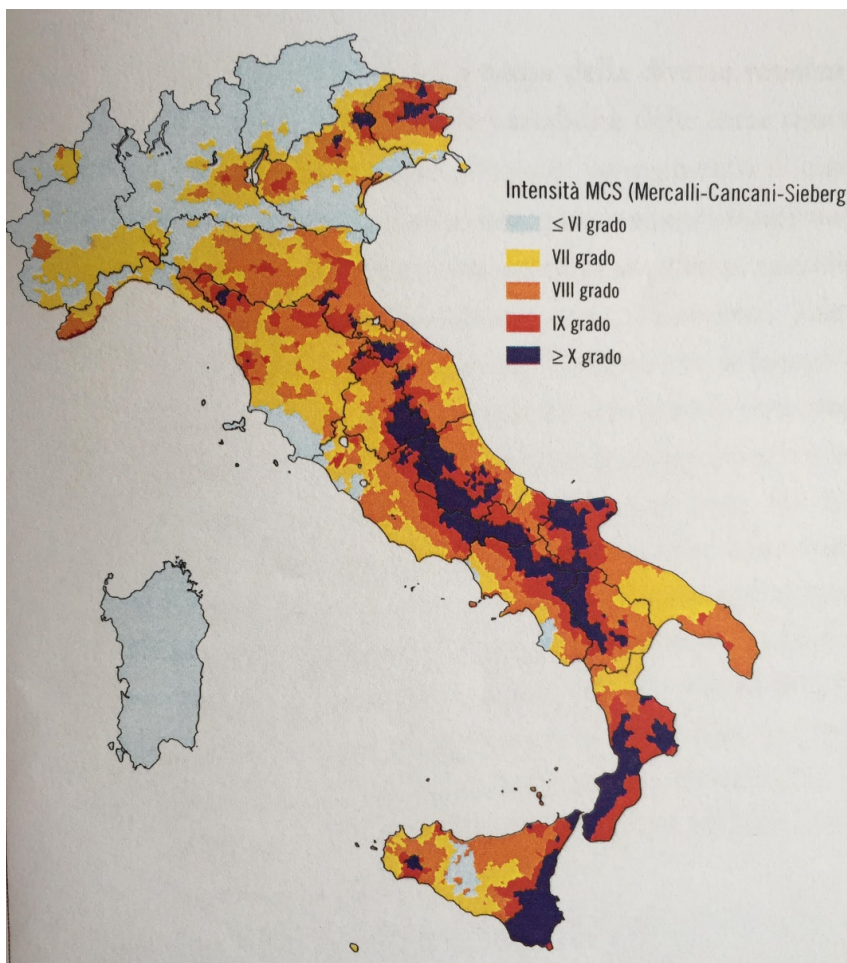 Intensità MCS (Mercalli-Cancani-Sieberg
≤ VI grado
VII grado
VIII grado
IX grado
≥ X grado